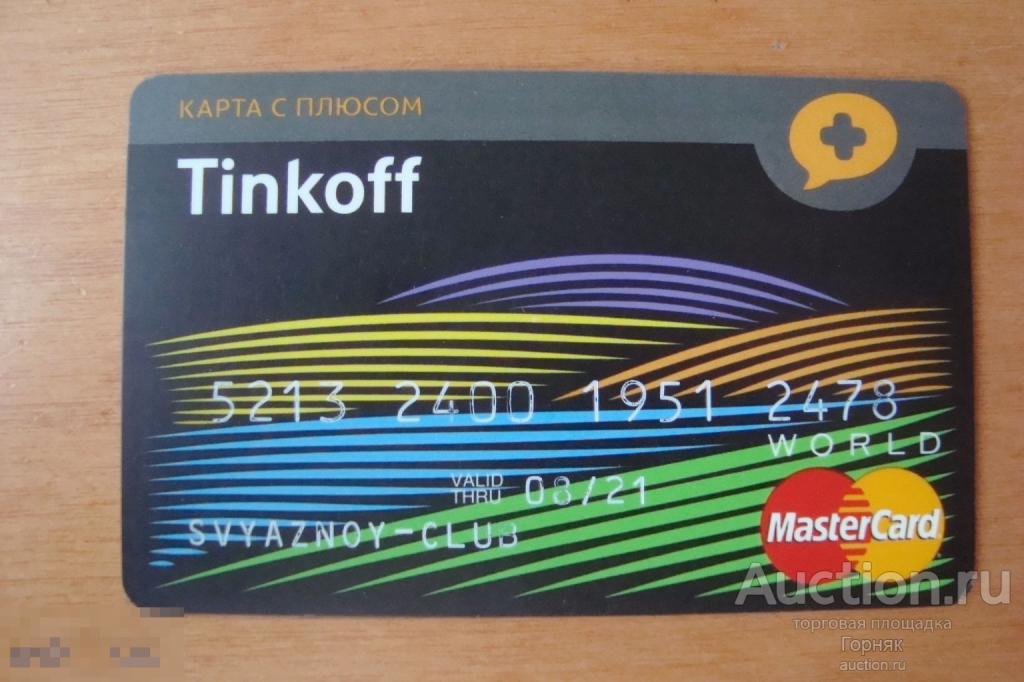 КАРТА С ПЛЮСОМ
Tinkoff
5213 2400 1951 2478
WORLD
VALID THRU 08/21
SVYAZNOY-CLUB
MasterCard
Auction.ru
торговая площадка
Горняк
auction.ru